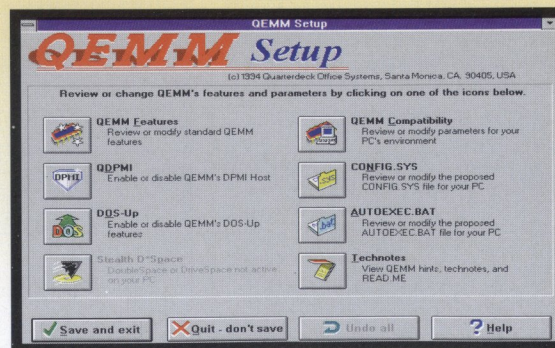 QEMM Setup
QEMM Setup
(c) 1994 Quarterdeck Office Systems, Santa Monica, CA, 90405, USA
Review or change QEMM's features and parameters by clicking on one of the icons below.
QEMM Features
Review or modify standard QEMM
features
DPMI
QDPMI
Enable or disable QEMM's DPMI Host
DOS
DOS-Up
Enable or disable QEMM's DOS-Up
features
Stealth D*Space
DoubleSpace or DriveSpace not active
on your PC
QEMM Compatibility
Review or modify parameters for your
PC's environment
CONFIG.SYS
Review or modify the proposed
CONFIG.SYS file for your PC
.bat
AUTOEXEC.BAT
Review or modify the proposed
AUTOEXEC.BAT file for your PC
Technotes
View QEMM hints, technotes, and
READ.ME
Save and exit
Quit - don't save
Undo all
? Help